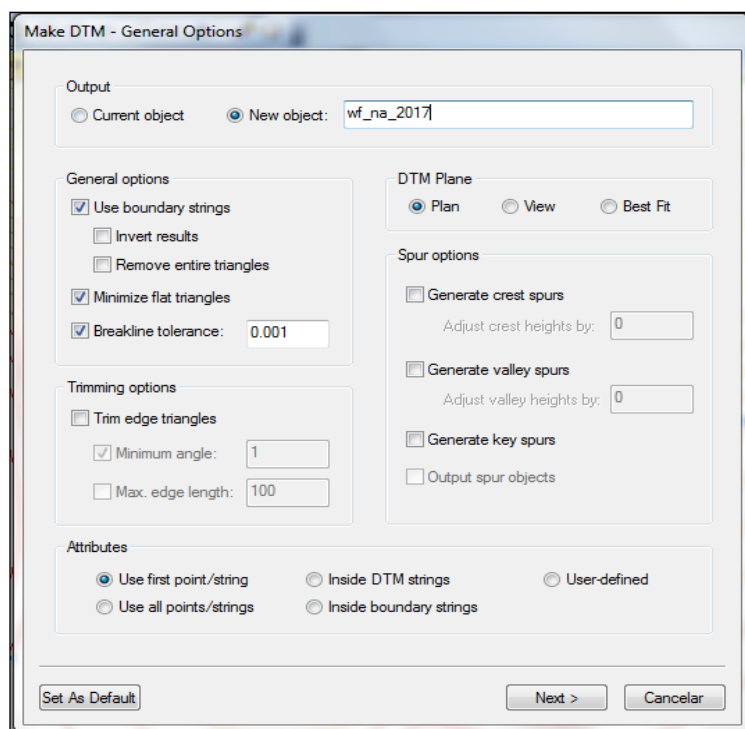 Make DTM - General Options
Output
Current object
New object:
wf_na_2017
General options
Use boundary strings
Invert results
Remove entire triangles
Minimize flat triangles
Breakline tolerance:
0.001
DTM Plane
Plan
View
Best Fit
Spur options
Generate crest spurs
Adjust crest heights by:
0
Generate valley spurs
Adjust valley heights by:
0
Generate key spurs
Output spur objects
Trimming options
Trim edge triangles
Minimum angle:
1
Max. edge length:
100
Attributes
Use first point/string
Inside DTM strings
User-defined
Use all points/strings
Inside boundary strings
Set As Default
Next >
Cancelar